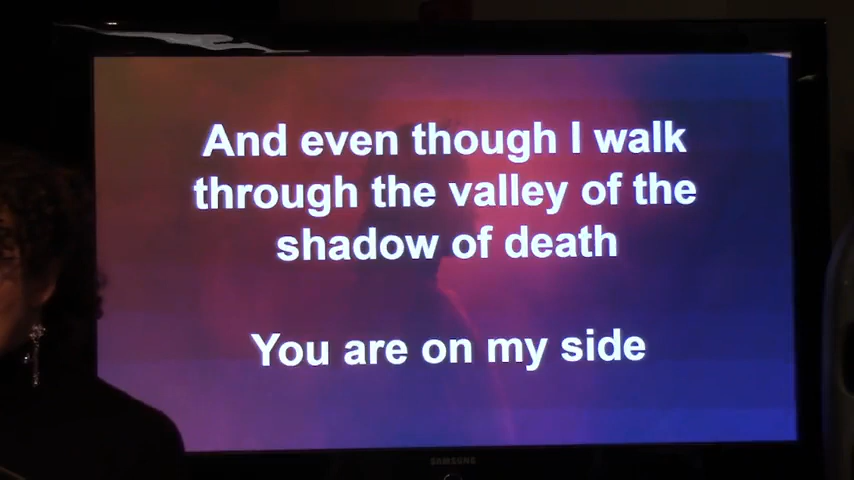 And even though I walk
through the valley of the
shadow of death
You are on my side
SAMSUNG